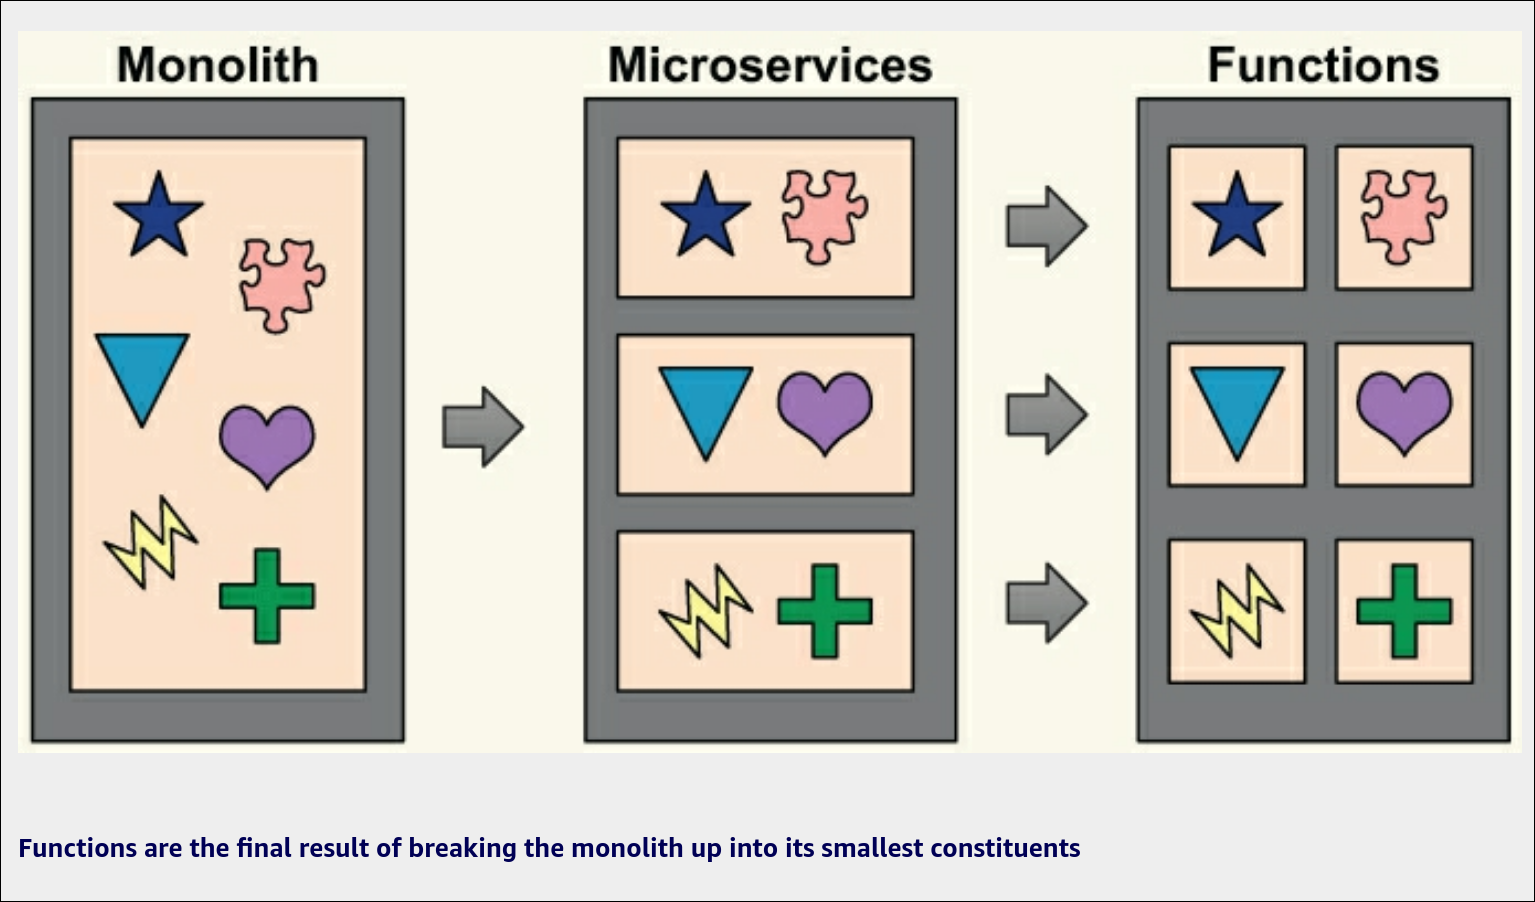 Monolith
Microservices
Functions
Functions are the final result of breaking the monolith up into its smallest constituents